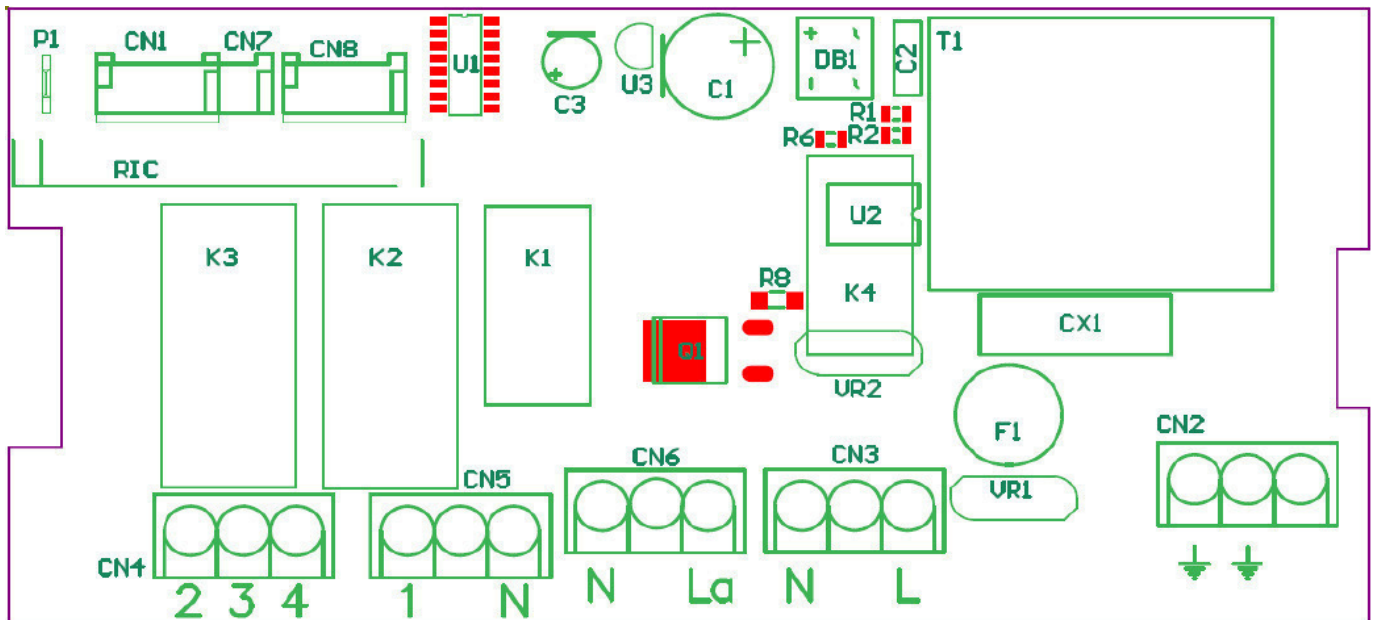 P1 CN1 CN7 CN8 U1 C3 U3 C1 DB1 C2 T1
R1
R6 R2
RIC
U2
K3 K2 K1
R8 K4
Q1 CX1
VR2
F1 CN2
CN5 CN6 CN3 VR1
CN4
2 3 4 1 N N La N L